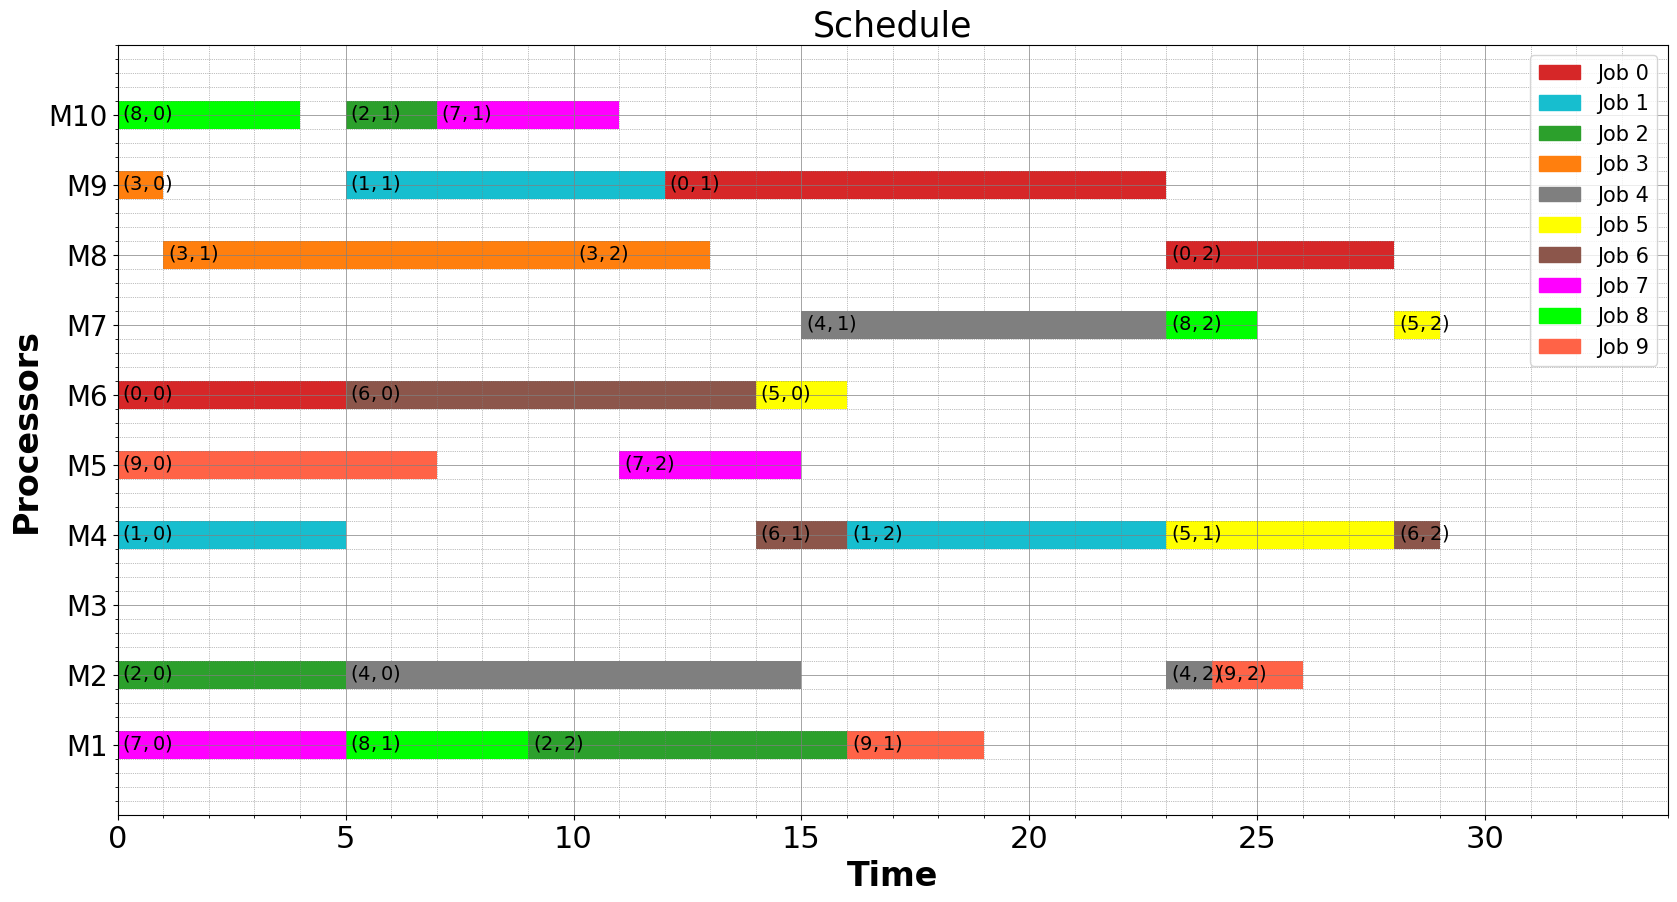 Schedule
M10 (8, 0) (2, 1) (7, 1)
M9 (3, 0) (1, 1) (0, 1)
M8 (3, 1) (3, 2) (0, 2)
M7 (4, 1) (8, 2) (5, 2)
M6 (0, 0) (6, 0) (5, 0)
M5 (9, 0) (7, 2)
M4 (1, 0) (6, 1) (1, 2) (5, 1) (6, 2)
M3
M2 (2, 0) (4, 0) (4, 2) (9, 2)
M1 (7, 0) (8, 1) (2, 2) (9, 1)
Processors
0 5 10 15 20 25 30
Time
Job 0
Job 1
Job 2
Job 3
Job 4
Job 5
Job 6
Job 7
Job 8
Job 9